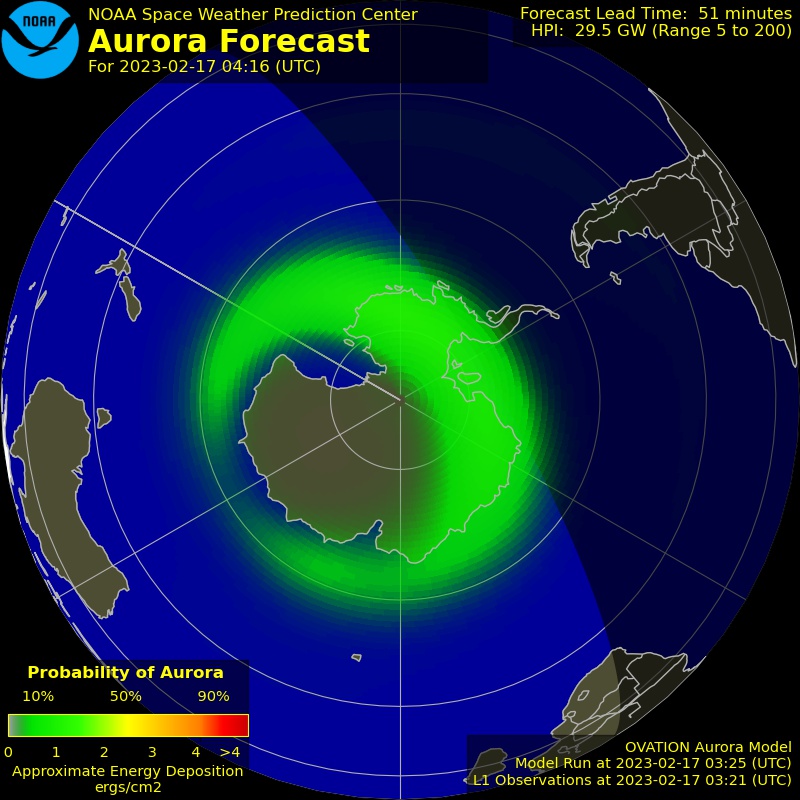 NOAA
NOAA Space Weather Prediction Center
Aurora Forecast
For 2023-02-17 04:16 (UTC)
Forecast Lead Time: 51 minutes
HPI: 29.5 GW (Range 5 to 200)
Probability of Aurora
10% 50% 90%
0 1 2 3 4 >4
Approximate Energy Deposition
ergs/cm2
OVATION Aurora Model
Model Run at 2023-02-17 03:25 (UTC)
L1 Observations at 2023-02-17 03:21 (UTC)